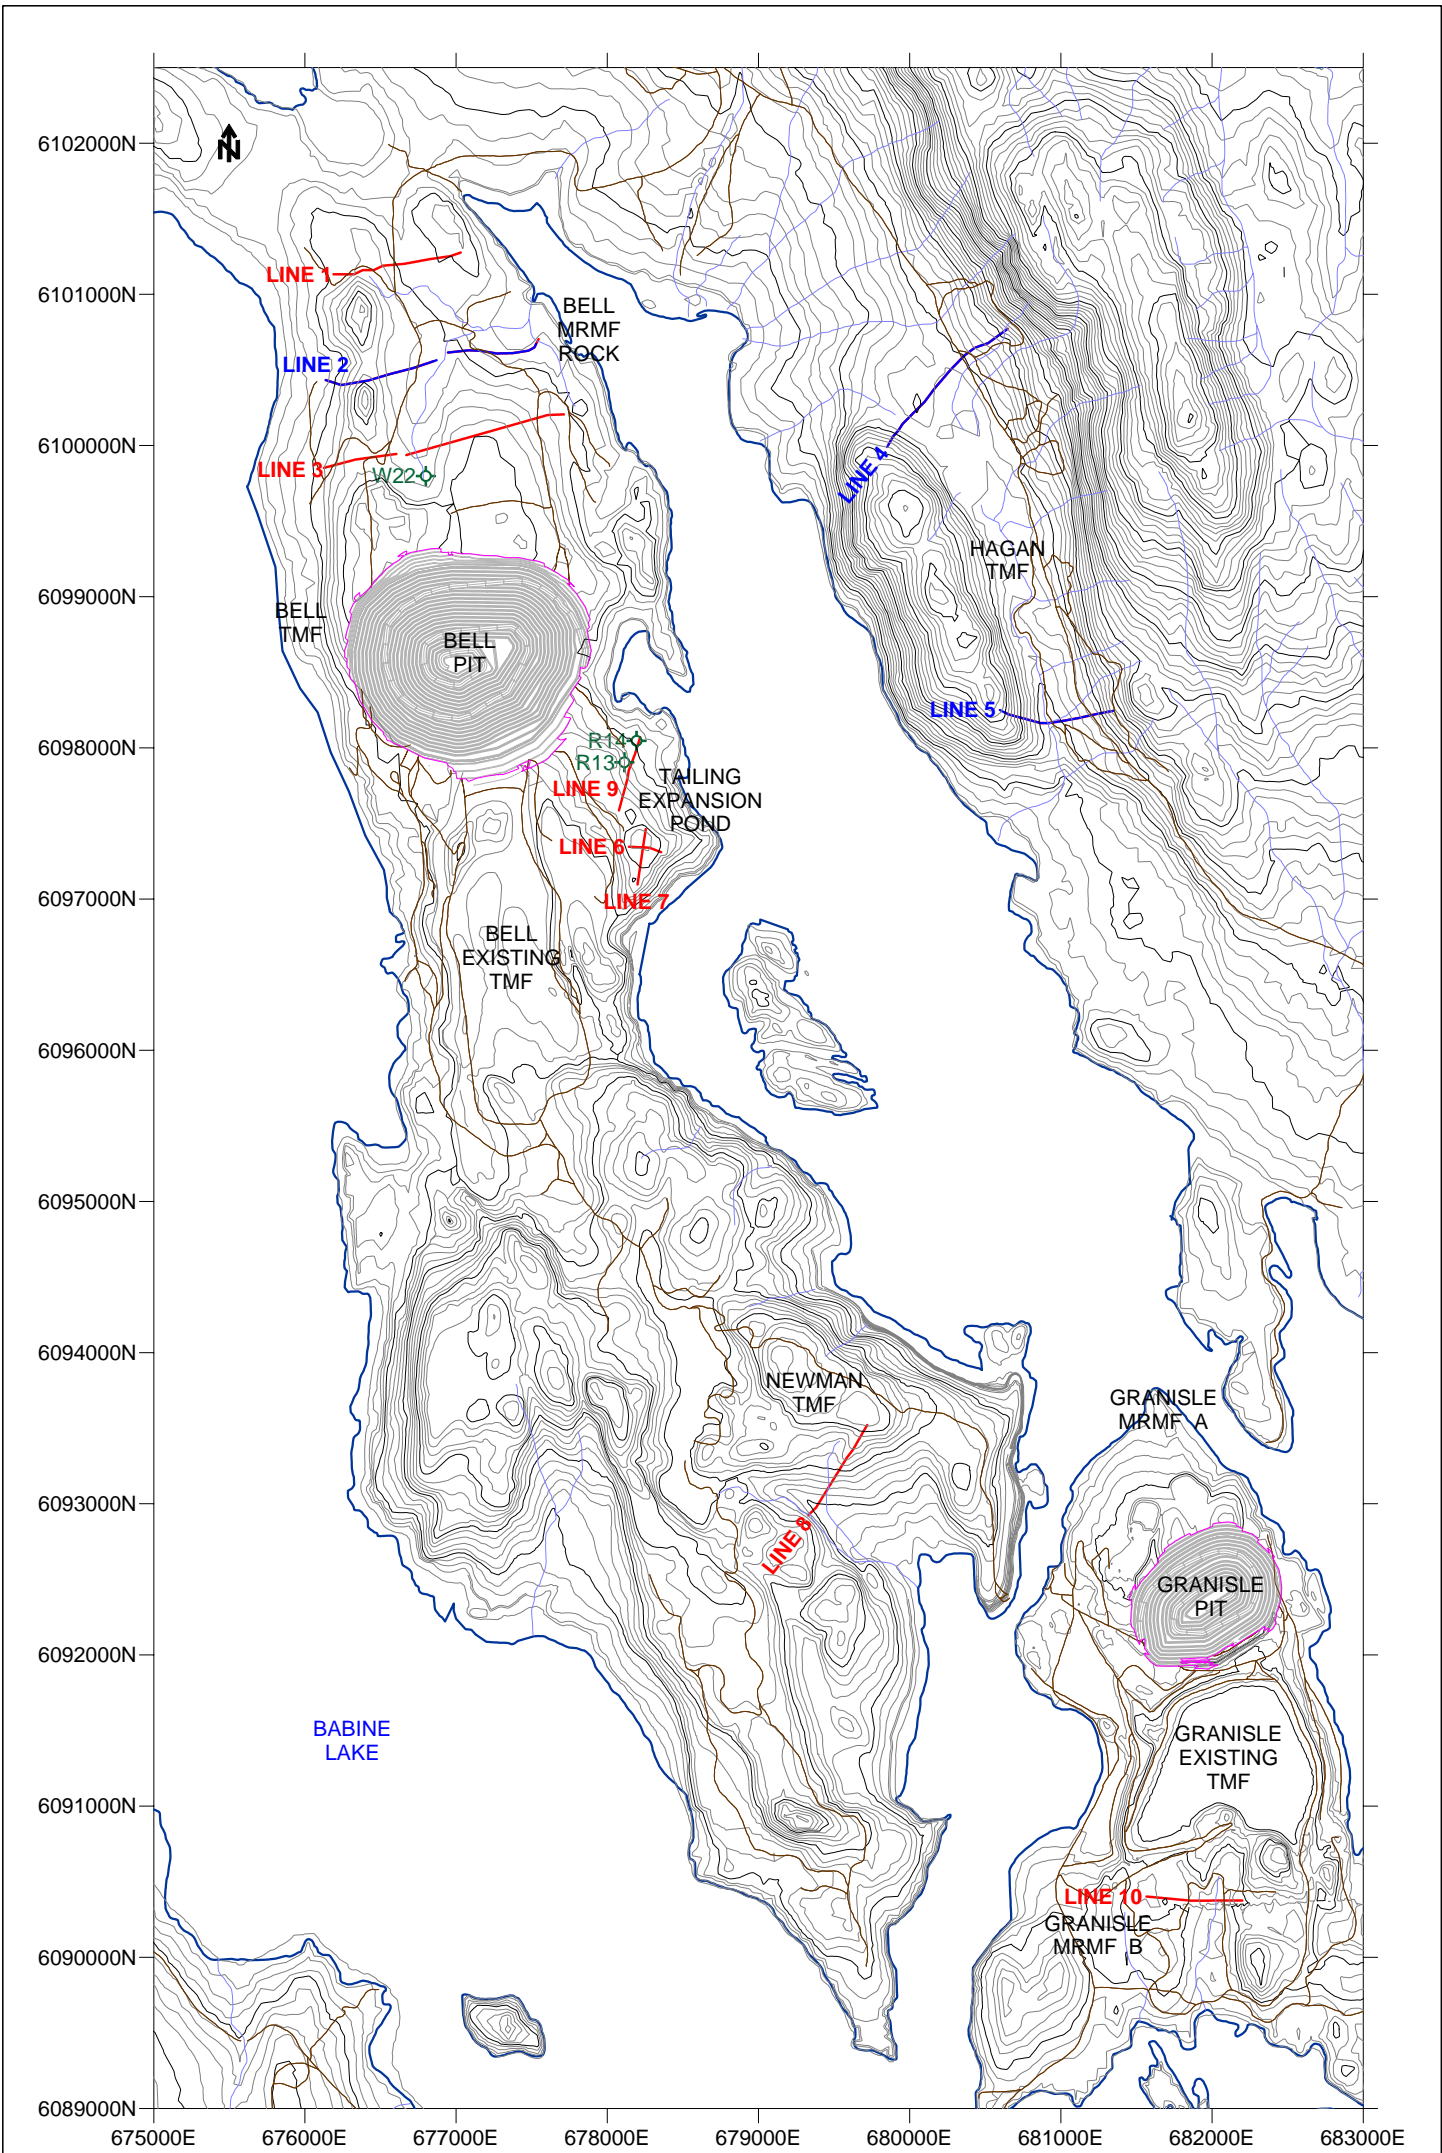 6102000N
N
LINE 1
6101000N
BELL
MRMF
ROCK
LINE 2
6100000N
LINE 3
W22
LINE 4
HAGAN
TMF
6099000N
BELL
TMF
BELL
PIT
LINE 5
6098000N
R14
R13
LINE 9
TAILING
EXPANSION
POND
LINE 6
6097000N
LINE 7
BELL
EXISTING
TMF
6096000N
6095000N
6094000N
NEWMAN
TMF
GRANISLE
MRMF A
6093000N
LINE 8
GRANISLE
PIT
6092000N
BABINE
LAKE
GRANISLE
EXISTING
TMF
6091000N
LINE 10
GRANISLE
MRMF B
6090000N
6089000N
675000E 676000E 677000E 678000E 679000E 680000E 681000E 682000E 683000E